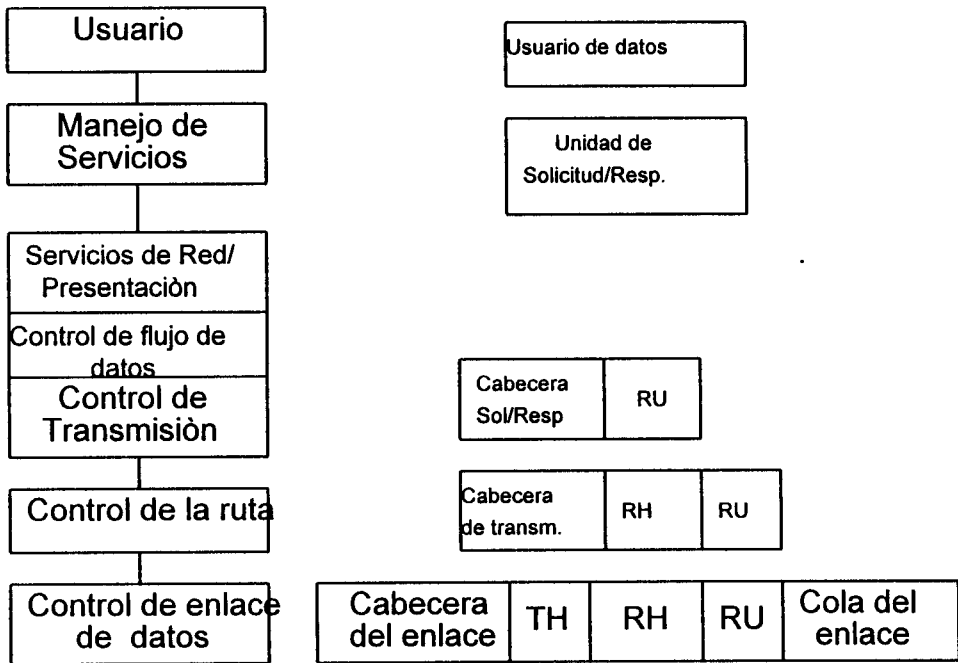 Usuario
Usuario de datos
Manejo de
Servicios
Unidad de
Solicitud/Resp.
Servicios de Red/
Presentaciòn
Control de flujo de
datos
Control de
Transmisiòn
Cabecera
Sol/Resp
RU
Control de la ruta
Cabecera
de transm.
RH
RU
Control de enlace
de datos
Cabecera
del enlace
TH
RH
RU
Cola del
enlace